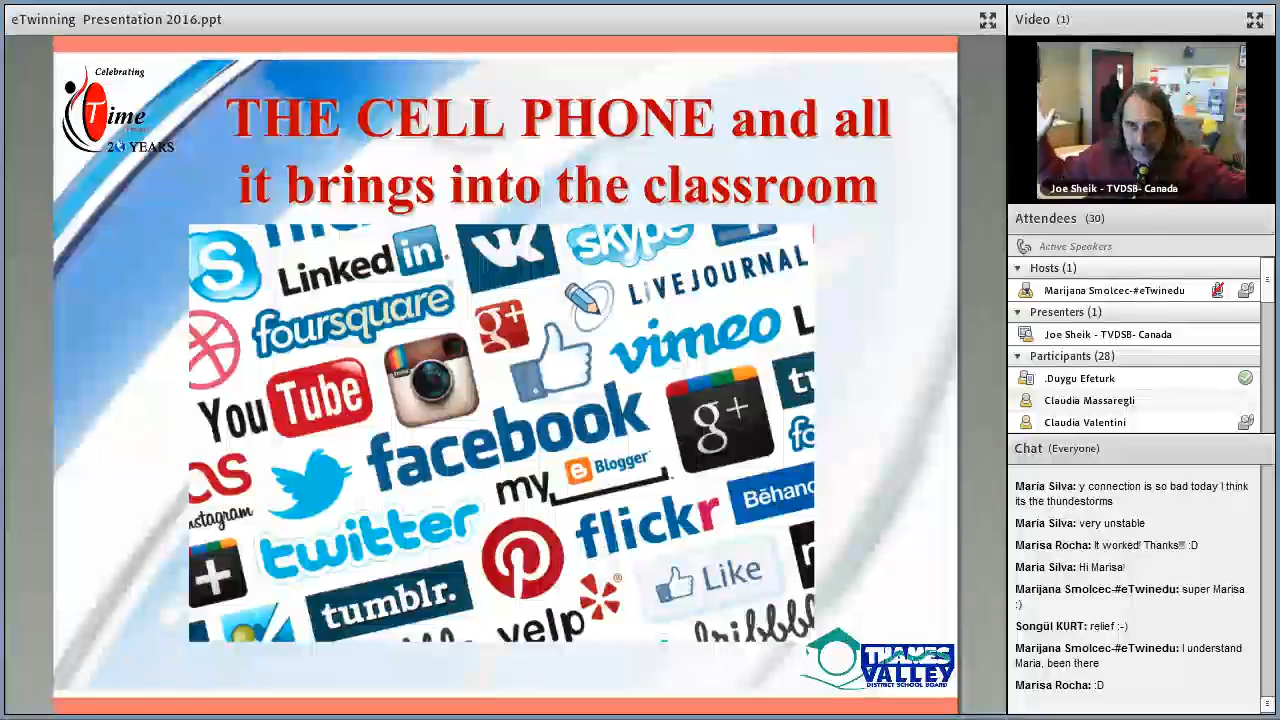 eTwinning Presentation 2016.ppt
Celebrating
Time
20 YEARS
THE CELL PHONE and all
it brings into the classroom
Linked in
skype
foursquare
g+
LiVEJOURNAL
vimeo
You Tube
facebook
g+
Blogger
my
twitter
flickr
Behanc
tumblr.
Like
yelp
THAMES
VALLEY
DISTRICT SCHOOL BOARD
Video (1)
Joe Sheik - TVDSB- Canada
Attendees (30)
Active Speakers
Hosts (1)
Marijana Smolcec-#eTwinedu
Presenters (1)
Joe Sheik - TVDSB- Canada
Participants (28)
.Duygu Efeturk
Claudia Massaregli
Claudia Valentini
Chat (Everyone)
Maria Silva: y connection is so bad today I think
its the thundestorms
Maria Silva: very unstable
Marisa Rocha: It worked! Thanks!!! :D
Maria Silva: Hi Marisa!
Marijana Smolcec-#eTwinedu: super Marisa
:)
Songül KURT: relief :-)
Marijana Smolcec-#eTwinedu: I understand
Maria, been there
Marisa Rocha: :D